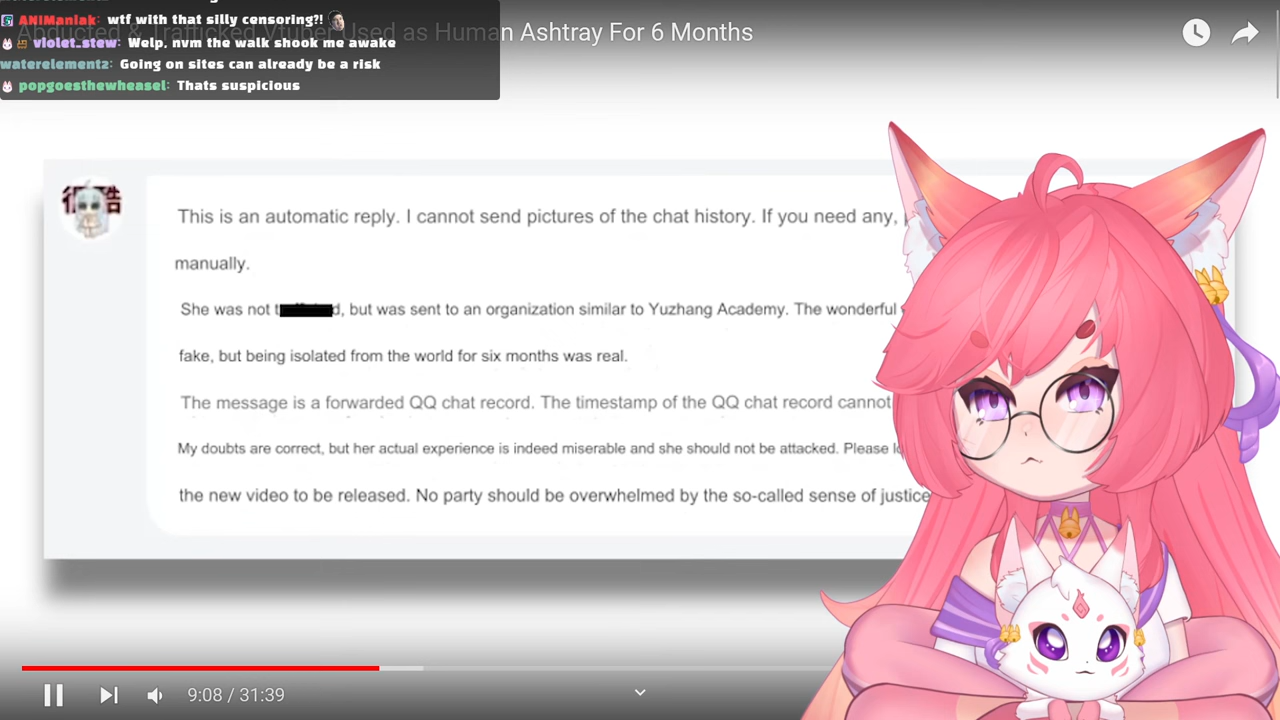 ANIManiak: wtf with that silly censoring?!
Abducted & Trafficked Vtuber Used as Human Ashtray For 6 Months
violet_stew: Welp, nvm the walk shook me awake
waterelement2: Going on sites can already be a risk
popgoesthewheasel: Thats suspicious
This is an automatic reply. I cannot send pictures of the chat history. If you need any,
manually.
She was not t d, but was sent to an organization similar to Yuzhang Academy. The wonderful
fake, but being isolated from the world for six months was real.
The message is a forwarded QQ chat record. The timestamp of the QQ chat record cannot
My doubts are correct, but her actual experience is indeed miserable and she should not be attacked. Please
the new video to be released. No party should be overwhelmed by the so-called sense of justice
9:08 / 31:39